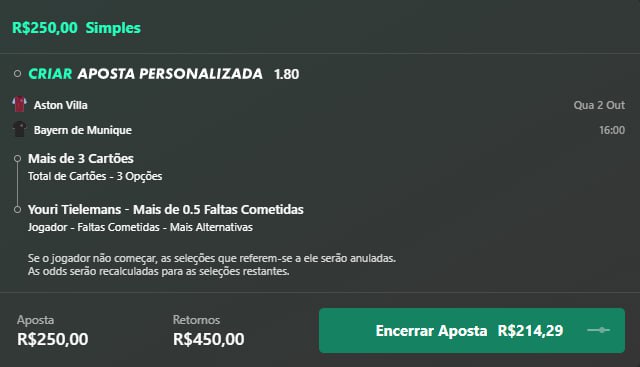 R$250,00 Simples
CRIAR APOSTA PERSONALIZADA 1.80
Aston Villa Qua 2 Out
Bayern de Munique 16:00
Mais de 3 Cartões
Total de Cartões - 3 Opções
Youri Tielemans - Mais de 0.5 Faltas Cometidas
Jogador - Faltas Cometidas - Mais Alternativas
Se o jogador não começar, as seleções que referem-se a ele serão anuladas.
As odds serão recalculadas para as seleções restantes.
Aposta Retornos
R$250,00 R$450,00 Encerrar Aposta R$214,29